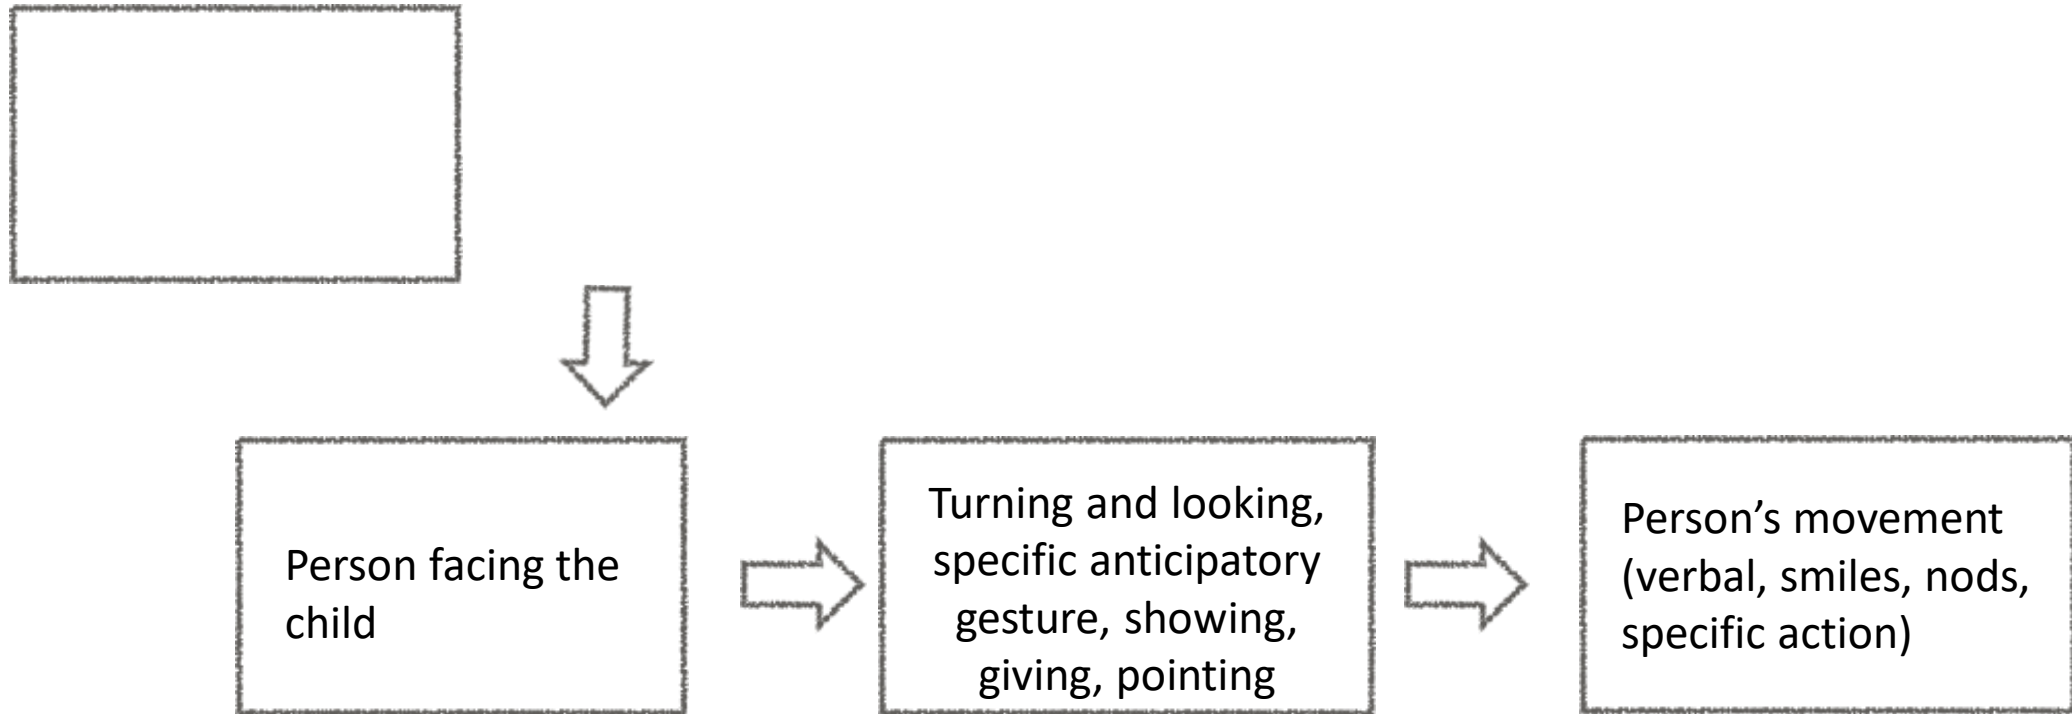 Person facing the
child
Turning and looking,
specific anticipatory
gesture, showing,
giving, pointing
Person’s movement
(verbal, smiles, nods,
specific action)